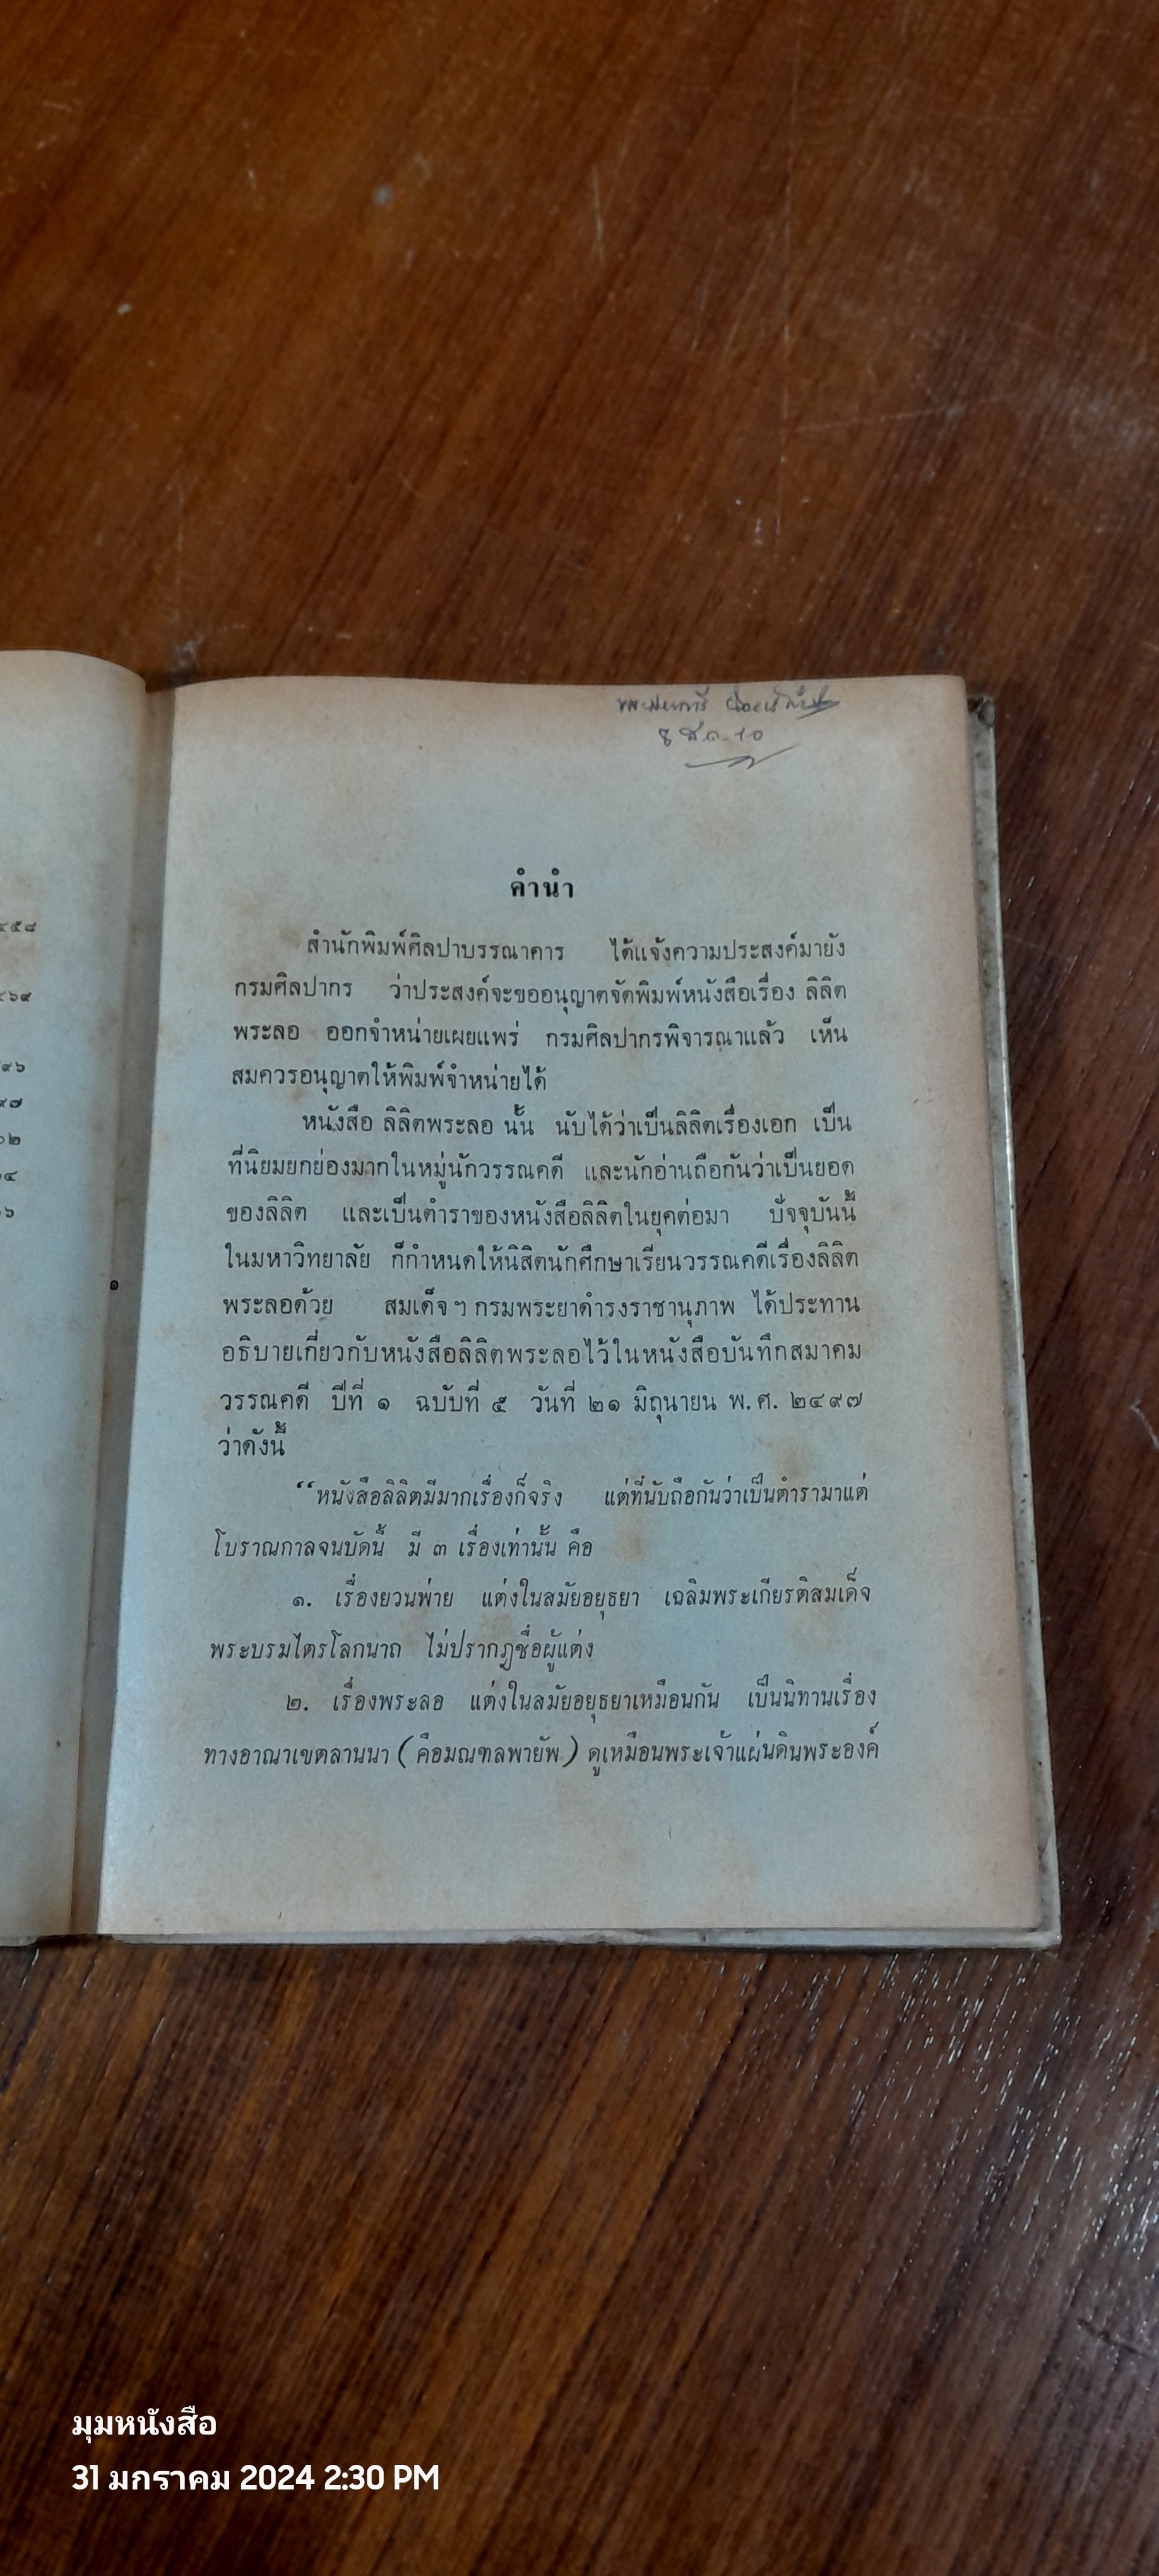 คำนำ
สำนักพิมพ์ศิลปาบรรณาคาร ได้แจ้งความประสงค์มายัง
กรมศิลปากร ว่าประสงค์จะขออนุญาตจัดพิมพ์หนังสือเรื่อง ลิลิต
พระลอ ออกจำหน่ายเผยแพร่ กรมศิลปากรพิจารณาแล้ว เห็น
สมควรอนุญาตให้พิมพ์จำหน่ายได้
หนังสือ ลิลิตพระลอ นั้น นับได้ว่าเป็นลิลิตเรื่องเอก เป็น
ที่นิยมยกย่องมากในหมู่นักวรรณคดี และนักอ่านถือกันว่าเป็นยอด
ของลิลิต และเป็นตำราของหนังสือลิลิตในยุคต่อมา ปัจจุบันนี้
ในมหาวิทยาลัย ก็กำหนดให้นิสิตนักศึกษาเรียนวรรณคดีเรื่องลิลิต
พระลอด้วย สมเด็จฯ กรมพระยาดำรงราชานุภาพ ได้ประทาน
อธิบายเกี่ยวกับหนังสือลิลิตพระลอไว้ในหนังสือบันทึกสมาคม
วรรณคดี ปีที่ ๑ ฉบับที่ ๕ วันที่ ๒๑ มิถุนายน พ.ศ. ๒๔๙๗
ว่าดังนี้
“หนังสือลิลิตมีมากเรื่องก็จริง แต่ที่นับถือกันว่าเป็นตำรามาแต่
โบราณกาลจนบัดนี้ มี ๓ เรื่องเท่านั้น คือ
๑. เรื่องยวนพ่าย แต่งในสมัยอยุธยา เฉลิมพระเกียรติสมเด็จ
พระบรมไตรโลกนาถ ไม่ปรากฏชื่อผู้แต่ง
๒. เรื่องพระลอ แต่งในสมัยอยุธยาเหมือนกัน เป็นนิทานเรื่อง
ทางอาณาเขตลานนา (คือมณฑลพายัพ) ดูเหมือนพระเจ้าแผ่นดินพระองค์
มุมหนังสือ
31 มกราคม 2024 2:30 PM